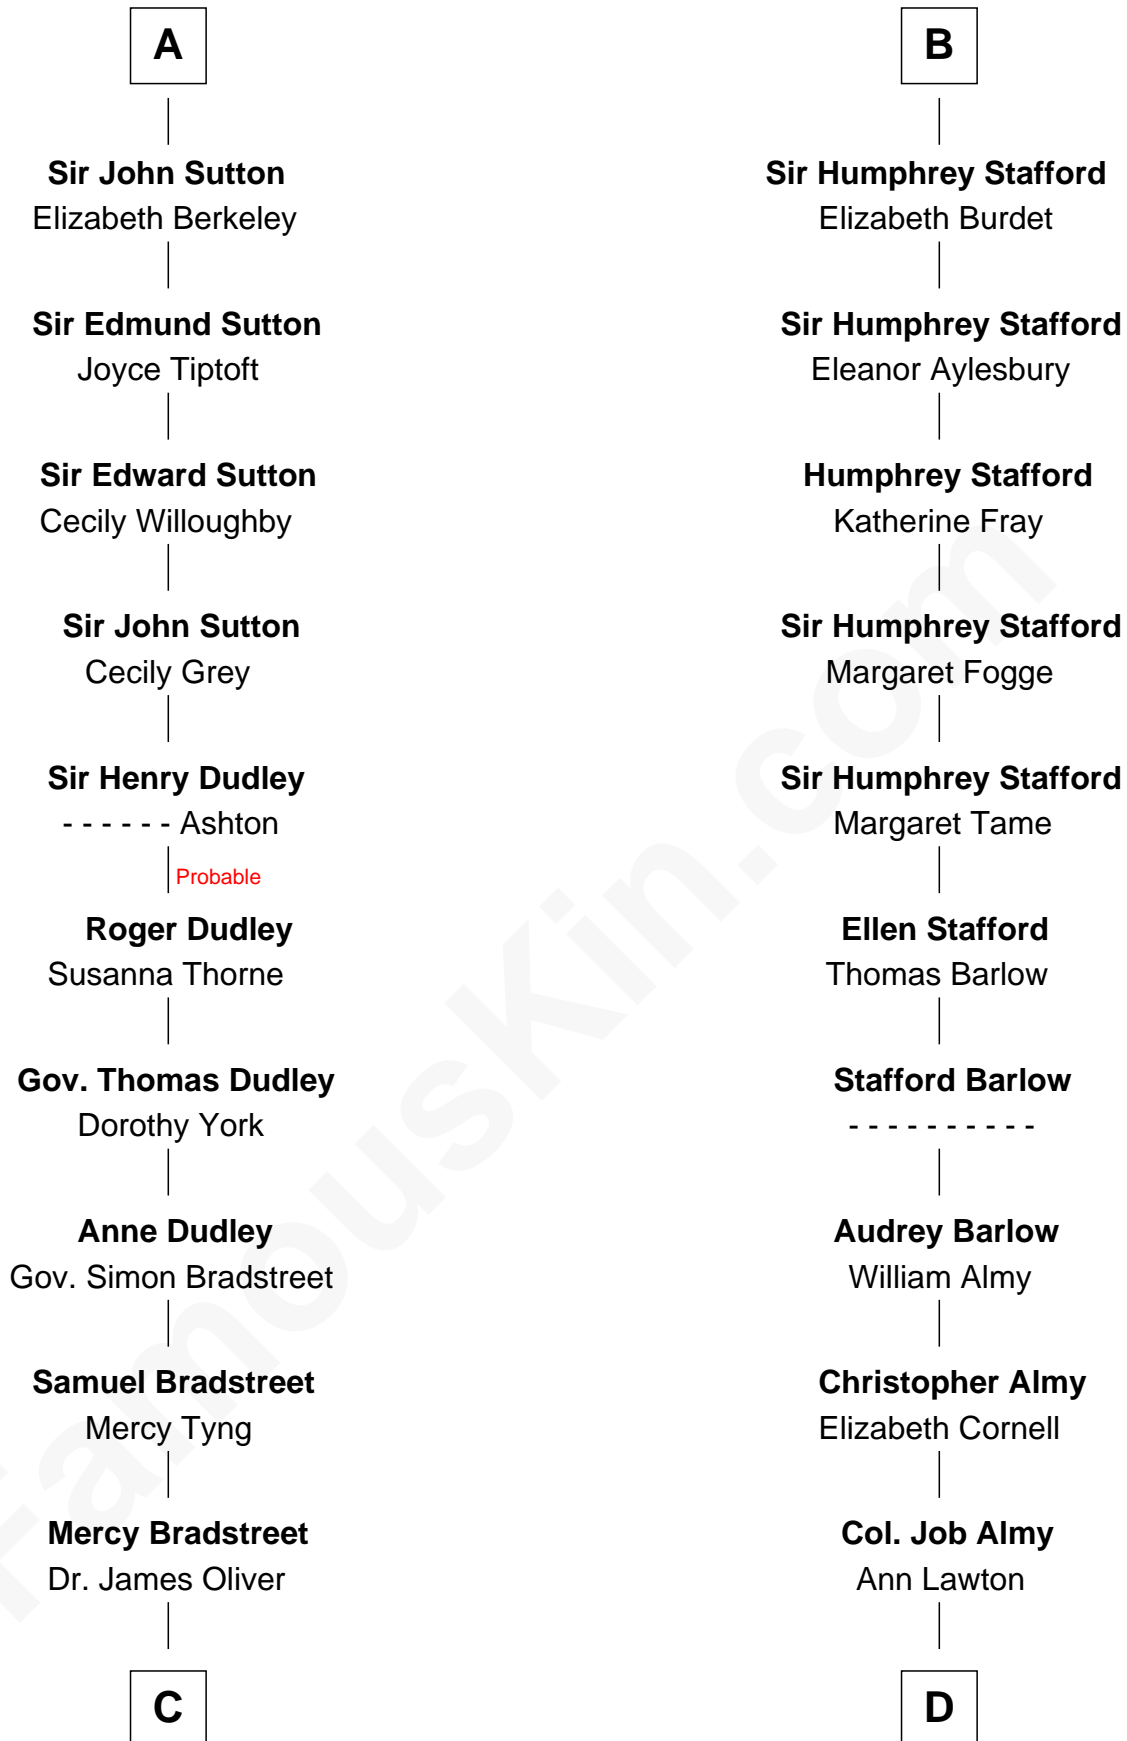 A
Sir John Sutton
Elizabeth Berkeley
Sir Edmund Sutton
Joyce Tiptoft
Sir Edward Sutton
Cecily Willoughby
Sir John Sutton
Cecily Grey
Sir Henry Dudley
- - - - - - Ashton
Probable
Roger Dudley
Susanna Thorne
Gov. Thomas Dudley
Dorothy York
Anne Dudley
Gov. Simon Bradstreet
Samuel Bradstreet
Mercy Tyng
Mercy Bradstreet
Dr. James Oliver
C
B
Sir Humphrey Stafford
Elizabeth Burdet
Sir Humphrey Stafford
Eleanor Aylesbury
Humphrey Stafford
Katherine Fray
Sir Humphrey Stafford
Margaret Fogge
Sir Humphrey Stafford
Margaret Tame
Ellen Stafford
Thomas Barlow
Stafford Barlow
- - - - - - - - - -
Audrey Barlow
William Almy
Christopher Almy
Elizabeth Cornell
Col. Job Almy
Ann Lawton
D
FamousKin.com